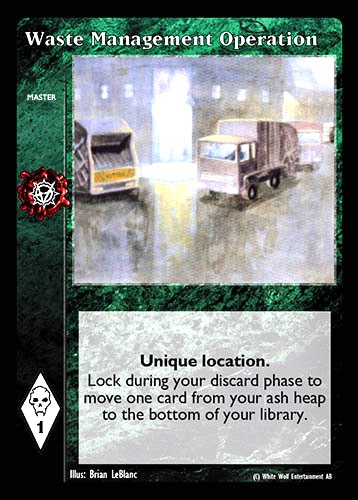 Waste Management Operation
MASTER
Unique location.
Lock during your discard phase to
move one card from your ash heap
to the bottom of your library.
1
Illus: Brian LeBlanc
(C) White Wolf Entertainment AB